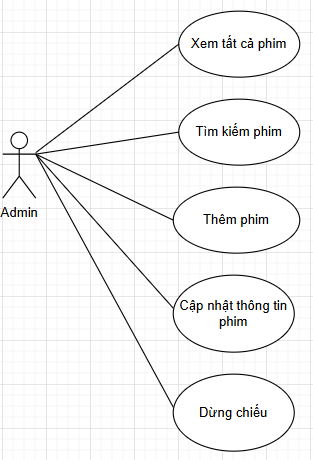 Xem tất cả phim
Tìm kiếm phim
Thêm phim
Admin
Cập nhật thông tin
phim
Dừng chiếu